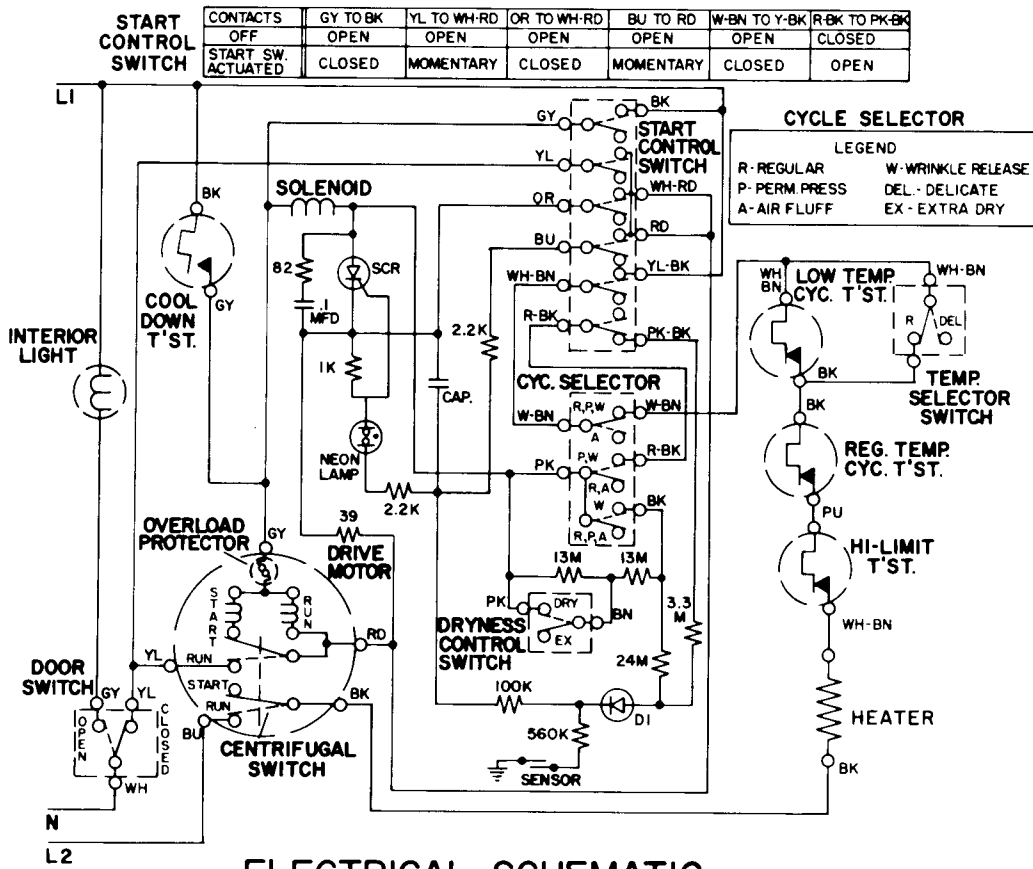 START CONTROL SWITCH
CONTACTS GY TO BK YL TO WH-RD OR TO WH-RD BU TO RD W-BN TO Y-BK R-BK TO PK-BK
OFF OPEN OPEN OPEN OPEN OPEN CLOSED
START SW. ACTUATED CLOSED MOMENTARY CLOSED MOMENTARY CLOSED OPEN
L1
CYCLE SELECTOR
LEGEND
R-REGULAR W-WRINKLE RELEASE
P-PERM.PRESS DEL.-DELICATE
A-AIR FLUFF EX-EXTRA DRY
GY
BK
START
CONTROL
SWITCH
YL
WH-RD
OR
RD
BU
YL-BK
WH-BN
R-BK
PK-BK
BK
COOL
DOWN
T'ST.
GY
SOLENOID
82
SCR
.1
MFD
1K
2.2K
CAP.
NEON
LAMP
2.2K
39
INTERIOR
LIGHT
WH
BN
LOW TEMP.
CYC. T'ST.
WH-BN
R
DEL
TEMP.
SELECTOR
SWITCH
BK
BK
REG. TEMP.
CYC. T'ST.
PU
HI-LIMIT
T'ST.
WH-BN
HEATER
BK
CYC. SELECTOR
W-BN
R,P,W
A
W-BN
PK
P,W
R,A
R-BK
W
R,P,A
BK
13M
13M
PK
DRY
EX
BN
DRYNESS
CONTROL
SWITCH
3.3
M
24M
100K
D1
560K
SENSOR
OVERLOAD
PROTECTOR
GY
DRIVE
MOTOR
START
RUN
RD
YL
RUN
START
RUN
BK
BU
CENTRIFUGAL
SWITCH
DOOR
SWITCH
GY
YL
OPEN
CLOSED
WH
N
L2
ELECTRICAL SCHEMATIC